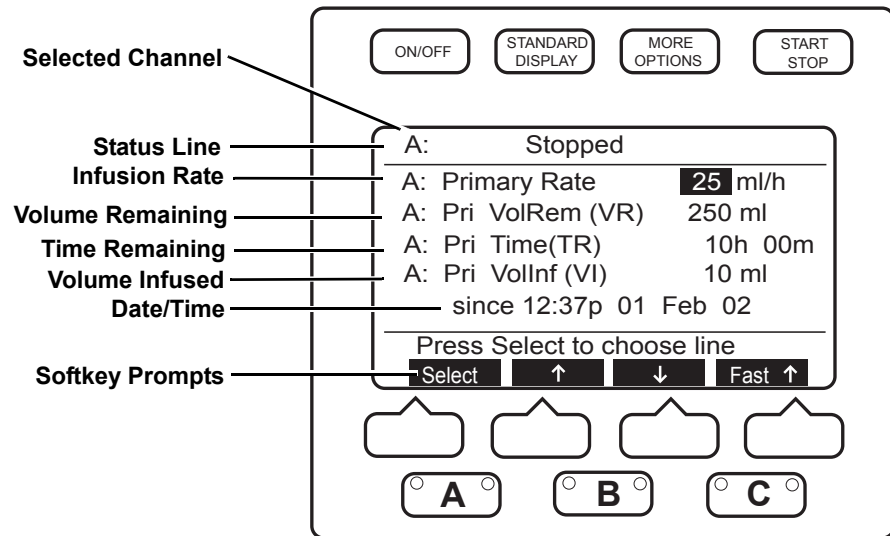 ON/OFF
STANDARD
DISPLAY
MORE
OPTIONS
START
STOP
Selected Channel
Status Line
Infusion Rate
Volume Remaining
Time Remaining
Volume Infused
Date/Time
Softkey Prompts
A: Stopped
A: Primary Rate 25 ml/h
A: Pri VolRem (VR) 250 ml
A: Pri Time(TR) 10h 00m
A: Pri VolInf (VI) 10 ml
since 12:37p 01 Feb 02
Press Select to choose line
Select ↑ ↓ Fast ↑
A
B
C